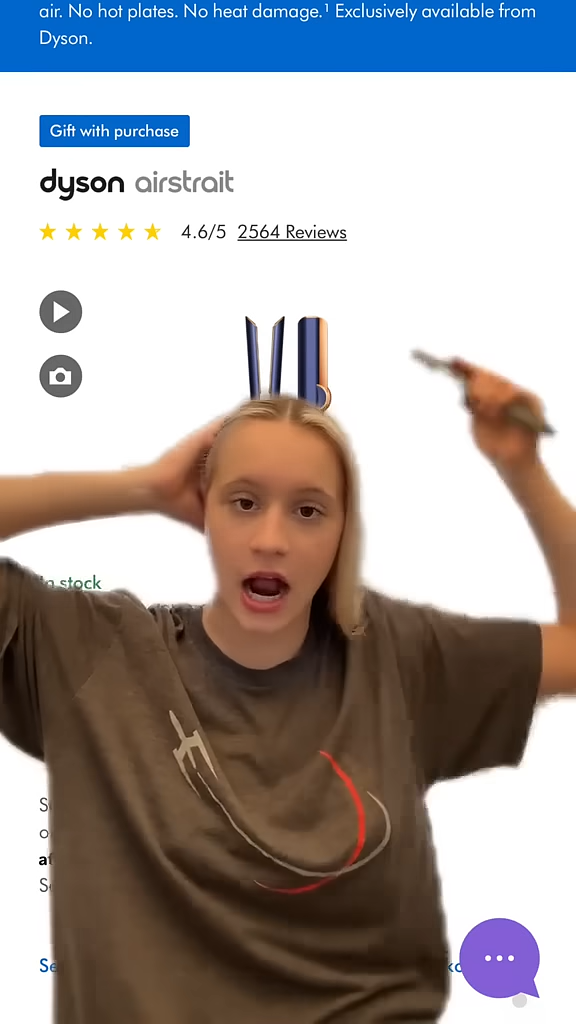 air. No hot plates. No heat damage.¹ Exclusively available from
Dyson.
Gift with purchase
dyson airstrait
4.6/5 2564 Reviews
In stock